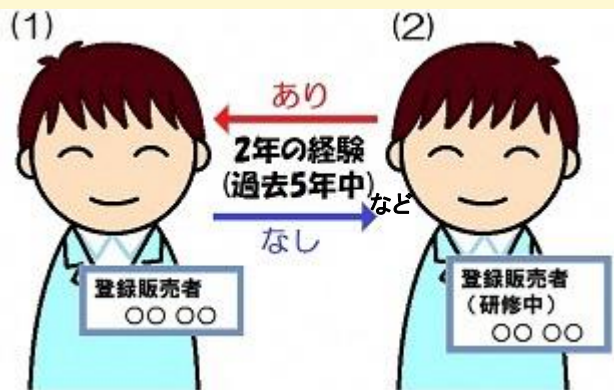 (1)
(2)
あり
2年の経験
(過去5年中)など
なし
登録販売者
○○ ○○
登録販売者
(研修中)
○○ ○○